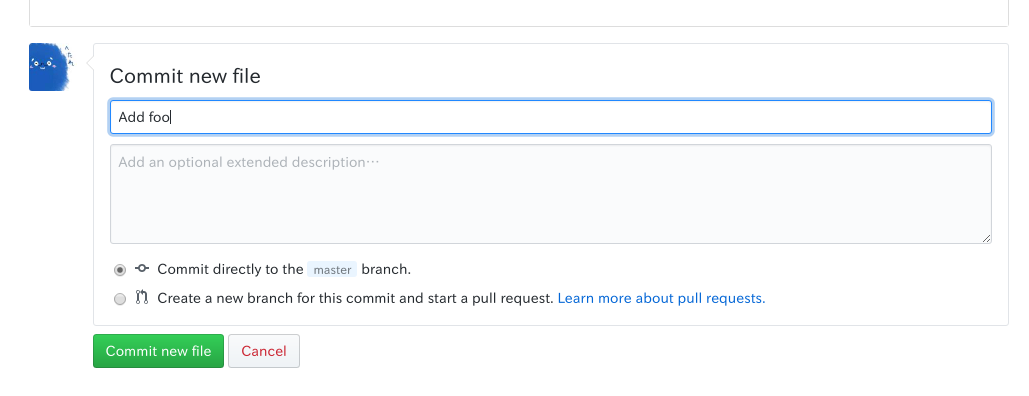 Commit new file
Add foo
Add an optional extended description…
Commit directly to the master branch.
Create a new branch for this commit and start a pull request. Learn more about pull requests.
Commit new file
Cancel